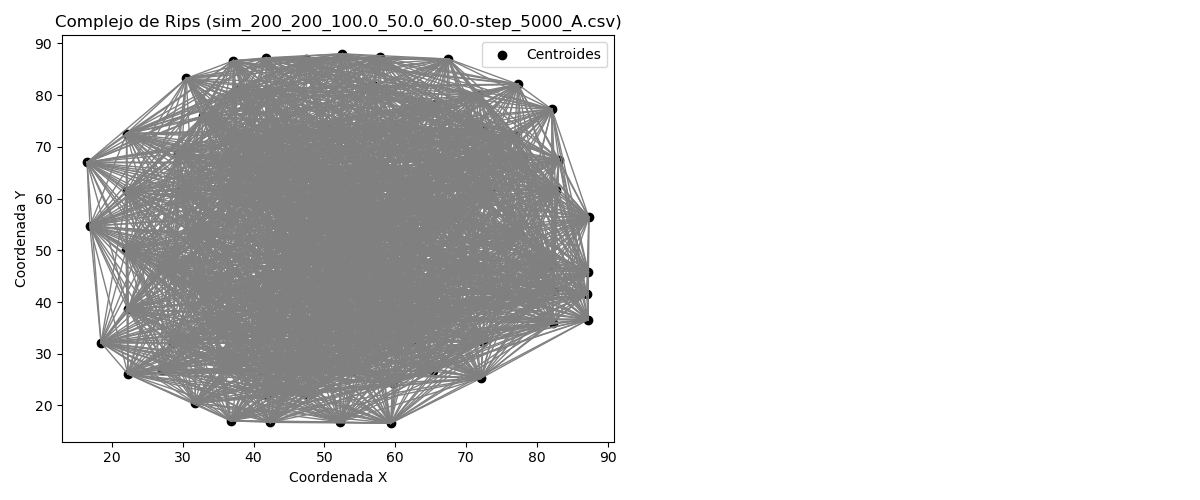 Complejo de Rips (sim_200_200_100.0_50.0_60.0-step_5000_A.csv)
Centroides
90
80
70
60
50
40
30
20
Coordenada Y
20 30 40 50 60 70 80 90
Coordenada X